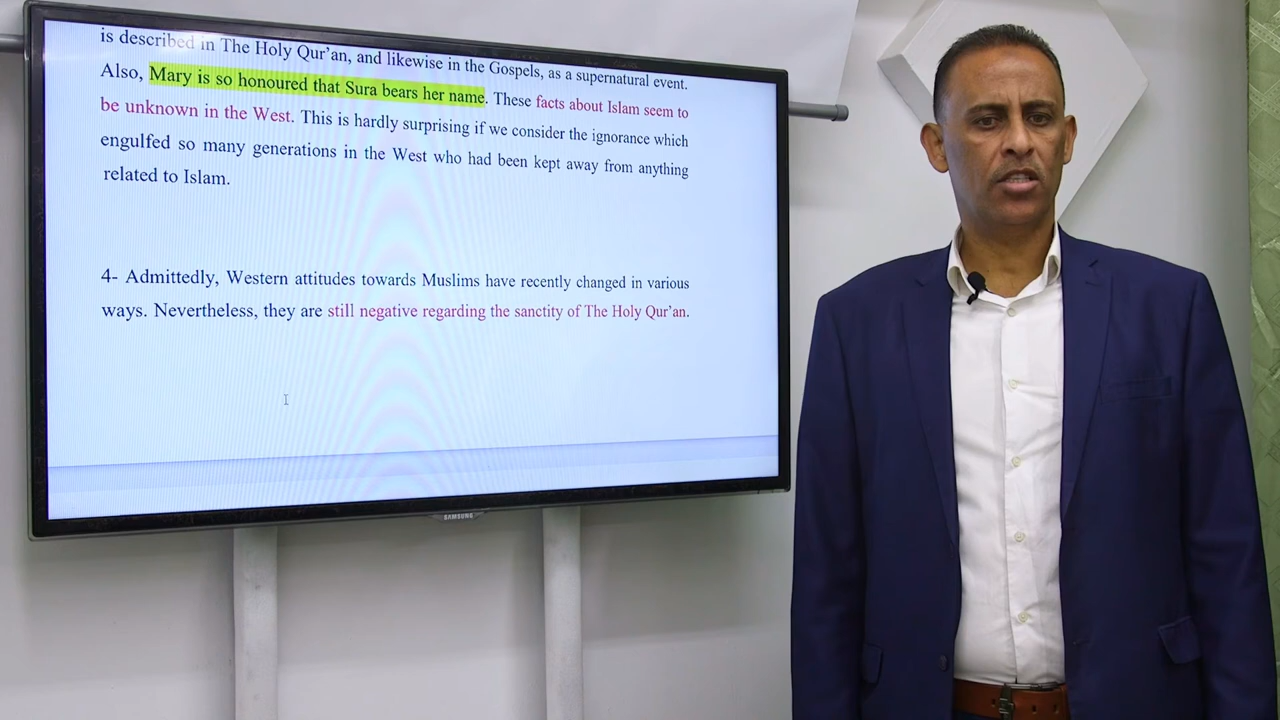 is described in The Holy Qur’an, and likewise in the Gospels, as a supernatural event.
Also, Mary is so honoured that Sura bears her name. These facts about Islam seem to
be unknown in the West. This is hardly surprising if we consider the ignorance which
engulfed so many generations in the West who had been kept away from anything
related to Islam.
4- Admittedly, Western attitudes towards Muslims have recently changed in various
ways. Nevertheless, they are still negative regarding the sanctity of The Holy Qur’an.
SAMSUNG